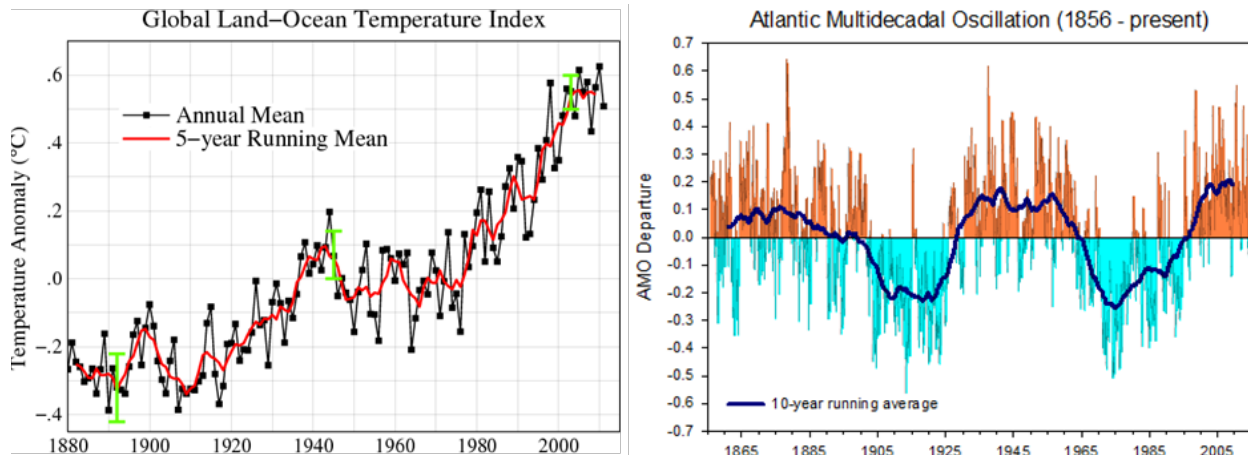 Global Land-Ocean Temperature Index
Temperature Anomaly (°C)
.6
.4
.2
.0
-.2
-.4
Annual Mean
5-year Running Mean
1880 1900 1920 1940 1960 1980 2000
Atlantic Multidecadal Oscillation (1856 - present)
AMO Departure
0.7
0.6
0.5
0.4
0.3
0.2
0.1
0.0
-0.1
-0.2
-0.3
-0.4
-0.5
-0.6
-0.7
10-year running average
1865 1885 1905 1925 1945 1965 1985 2005